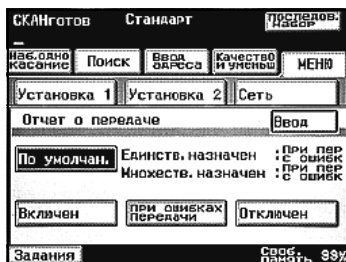 СКАНготов Стандарт Последов. набор
Наб.одно касание Поиск Ввод адреса Качество и уменьш МЕНЮ
Установка 1 Установка 2 Сеть
Отчет о передаче Ввод
По умолчан. Единств. назначен :При пер с ошибк
Множеств. назначен :При пер с ошибк
Включен При ошибках передачи Отключен
Задания Своб. память 99%